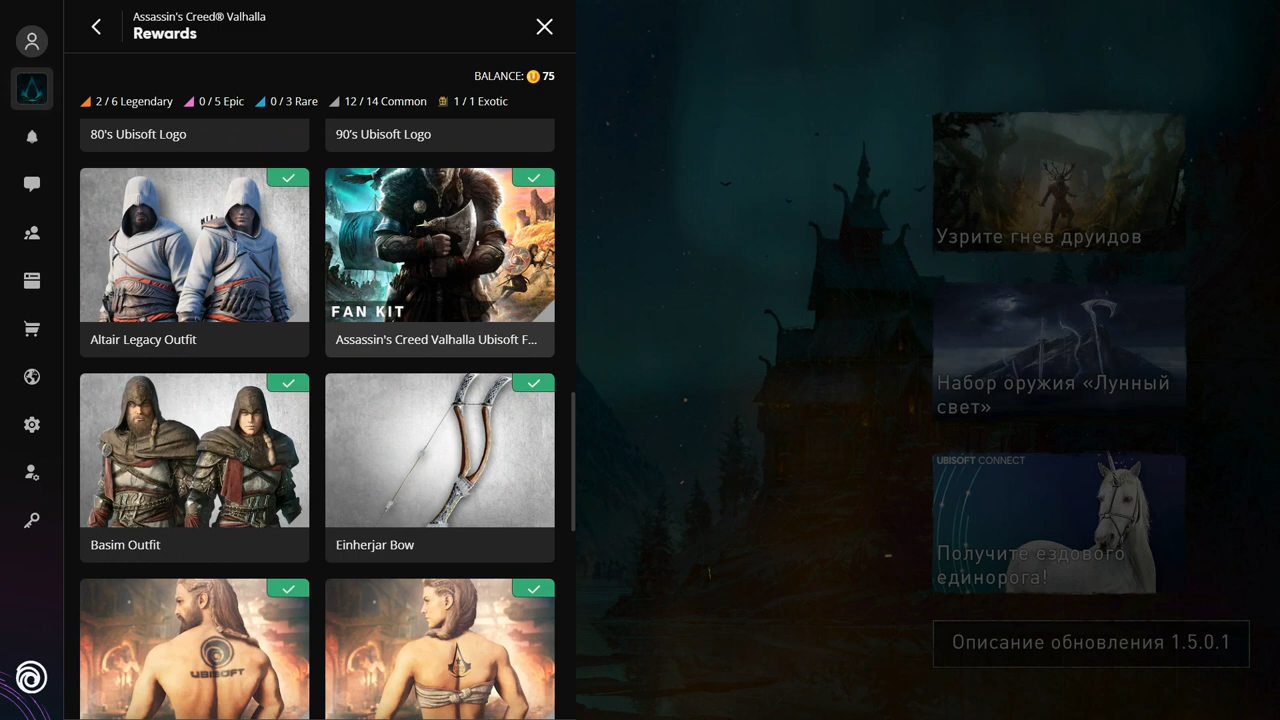 Assassin's Creed® Valhalla
Rewards
BALANCE: 75
2 / 6 Legendary 0 / 5 Epic 0 / 3 Rare 12 / 14 Common 1 / 1 Exotic
80's Ubisoft Logo
90's Ubisoft Logo
FAN KIT
Altair Legacy Outfit
Assassin's Creed Valhalla Ubisoft F...
Basim Outfit
Einherjar Bow
UBISOFT
Узрите гнев друидов
Набор оружия «Лунный
свет»
UBISOFT CONNECT
Получите ездового
единорога!
Описание обновления 1.5.0.1